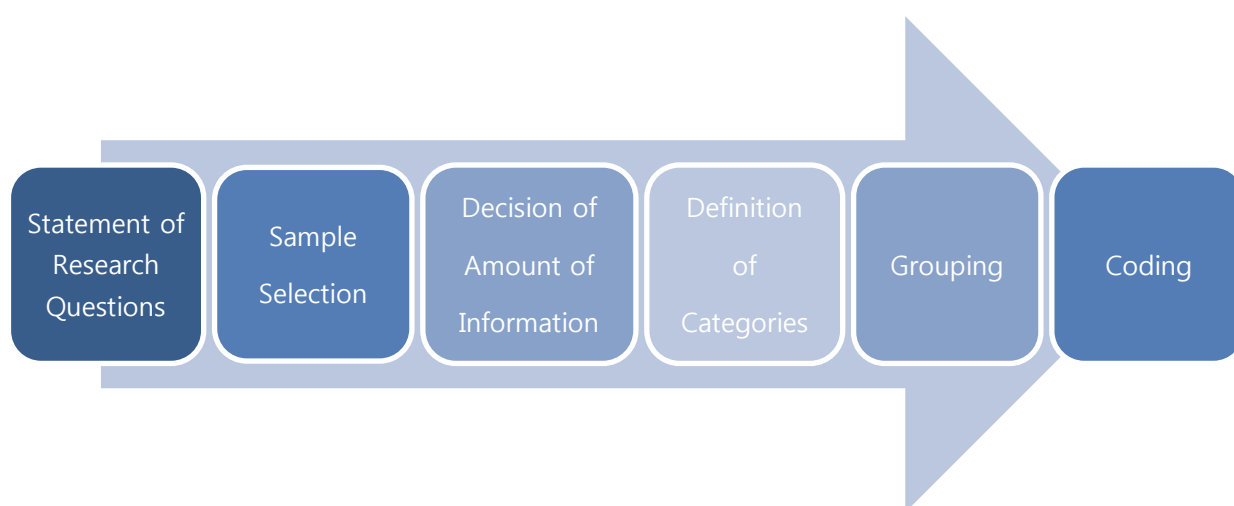 Statement of
Research
Questions
Sample
Selection
Decision of
Amount of
Information
Definition
of
Categories
Grouping
Coding